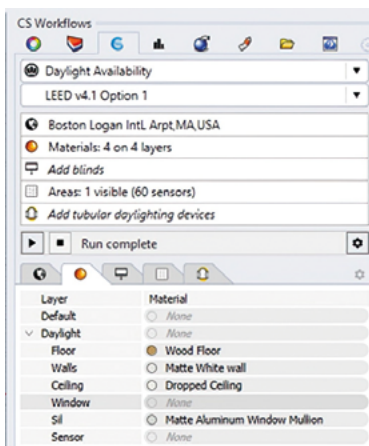 CS Workflows
Daylight Availability
LEED v4.1 Option 1
Boston Logan IntL Arpt,MA,USA
Materials: 4 on 4 layers
Add blinds
Areas: 1 visible (60 sensors)
Add tubular daylighting devices
Run complete
Layer Material
Default None
Daylight None
Floor Wood Floor
Walls Matte White wall
Ceiling Dropped Ceiling
Window None
Sil Matte Aluminum Window Mullion
Sensor None